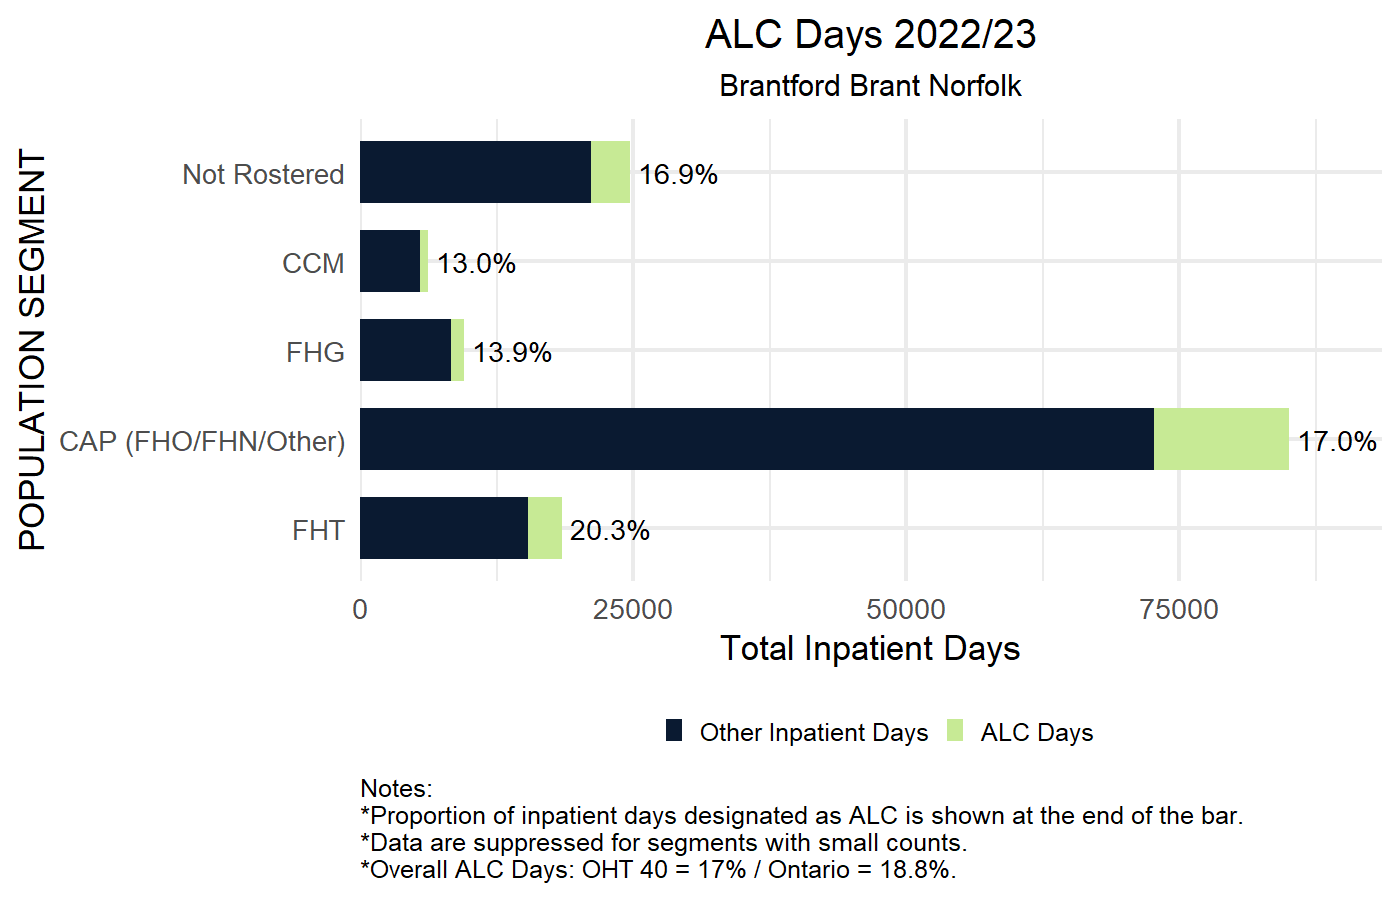 ALC Days 2022/23
Brantford Brant Norfolk
POPULATION SEGMENT
Not Rostered
16.9%
CCM
13.0%
FHG
13.9%
CAP (FHO/FHN/Other)
17.0%
FHT
20.3%
0
25000
50000
75000
Total Inpatient Days
Other Inpatient Days
ALC Days
Notes:
*Proportion of inpatient days designated as ALC is shown at the end of the bar.
*Data are suppressed for segments with small counts.
*Overall ALC Days: OHT 40 = 17% / Ontario = 18.8%.